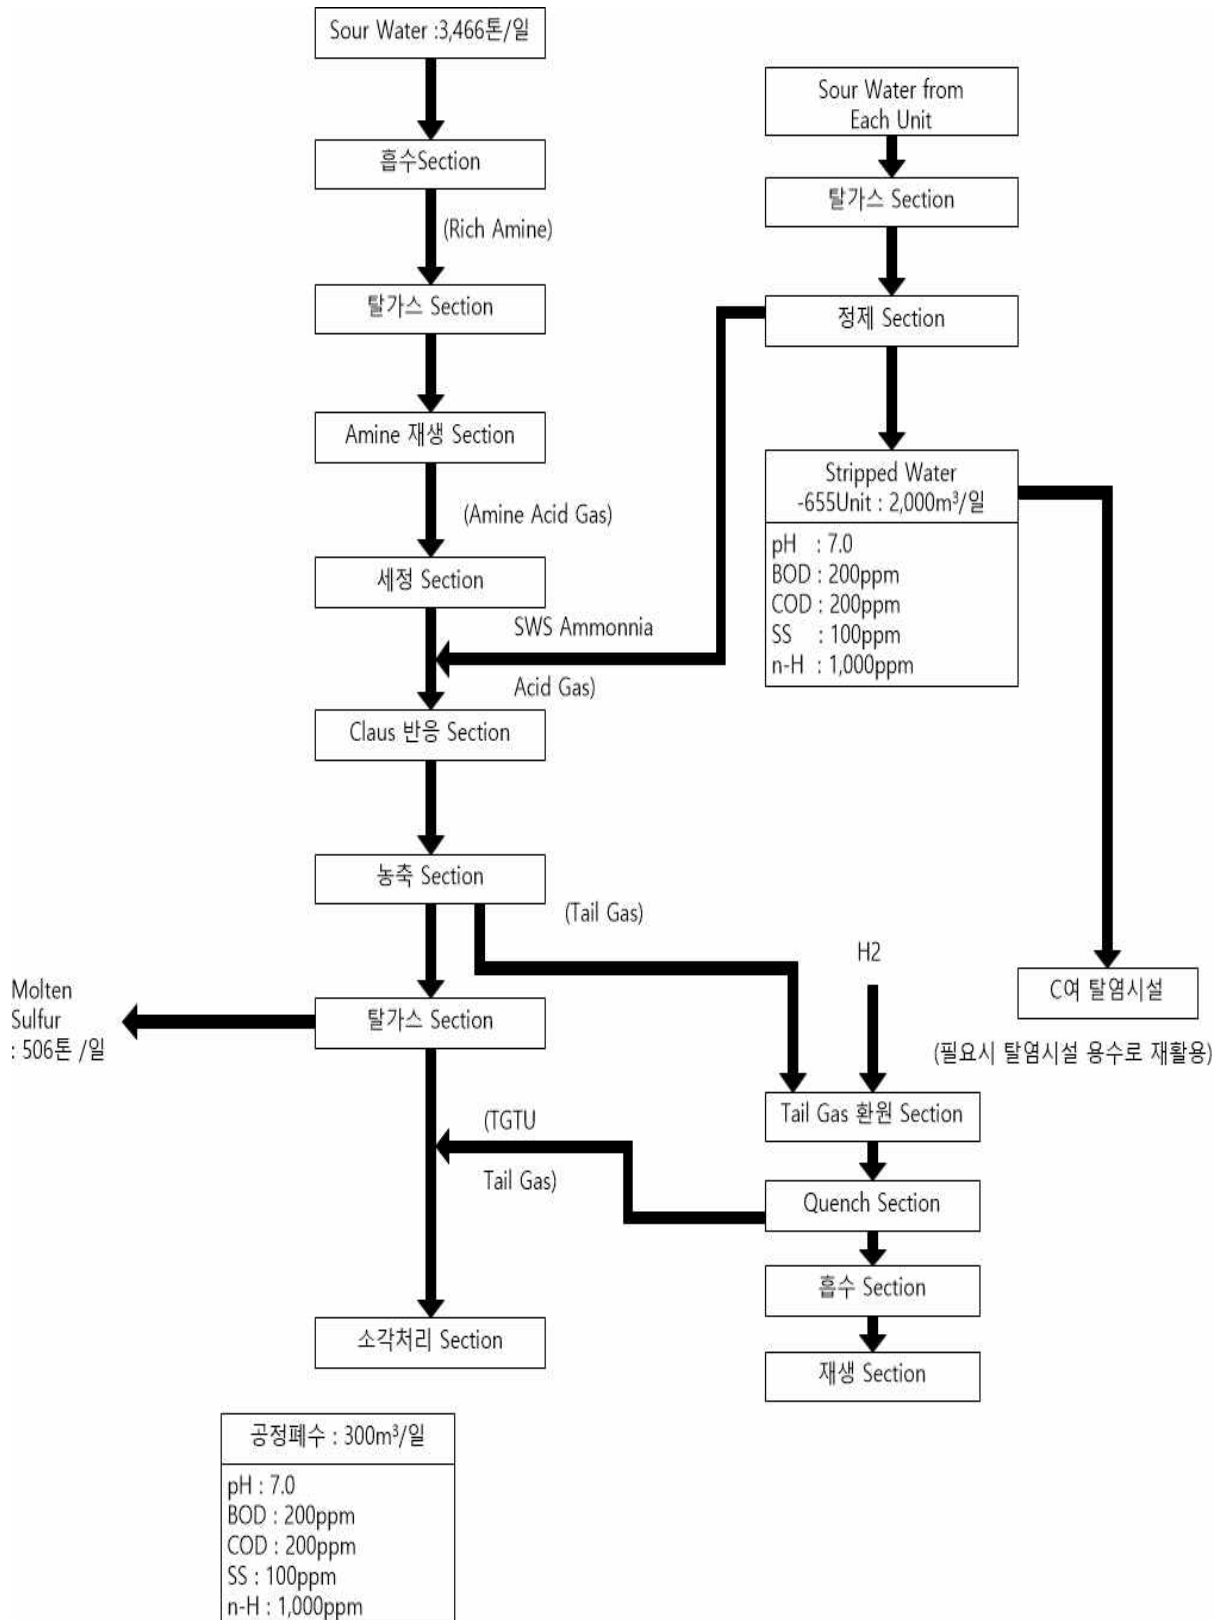 Sour Water :3,466톤/일
흡수Section
(Rich Amine)
탈가스 Section
Amine 재생 Section
(Amine Acid Gas)
세정 Section
SWS Ammonnia
Acid Gas)
Claus 반응 Section
농축 Section
(Tail Gas)
탈가스 Section
Molten
Sulfur
: 506톤 /일
(TGTU
Tail Gas)
소각처리 Section
공정폐수 : 300m³/일
pH : 7.0
BOD : 200ppm
COD : 200ppm
SS : 100ppm
n-H : 1,000ppm
Sour Water from
Each Unit
탈가스 Section
정제 Section
Stripped Water
-655Unit : 2,000m³/일
pH : 7.0
BOD : 200ppm
COD : 200ppm
SS : 100ppm
n-H : 1,000ppm
H2
C여 탈염시설
(필요시 탈염시설 용수로 재활용)
Tail Gas 환원 Section
Quench Section
흡수 Section
재생 Section